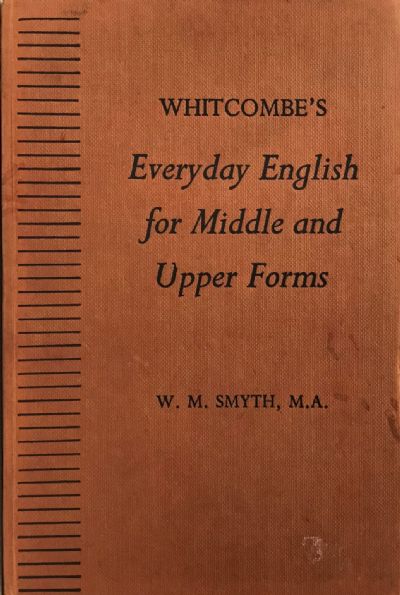 WHITCOMBE'S
Everyday English
for Middle and
Upper Forms
W. M. SMYTH, M.A.